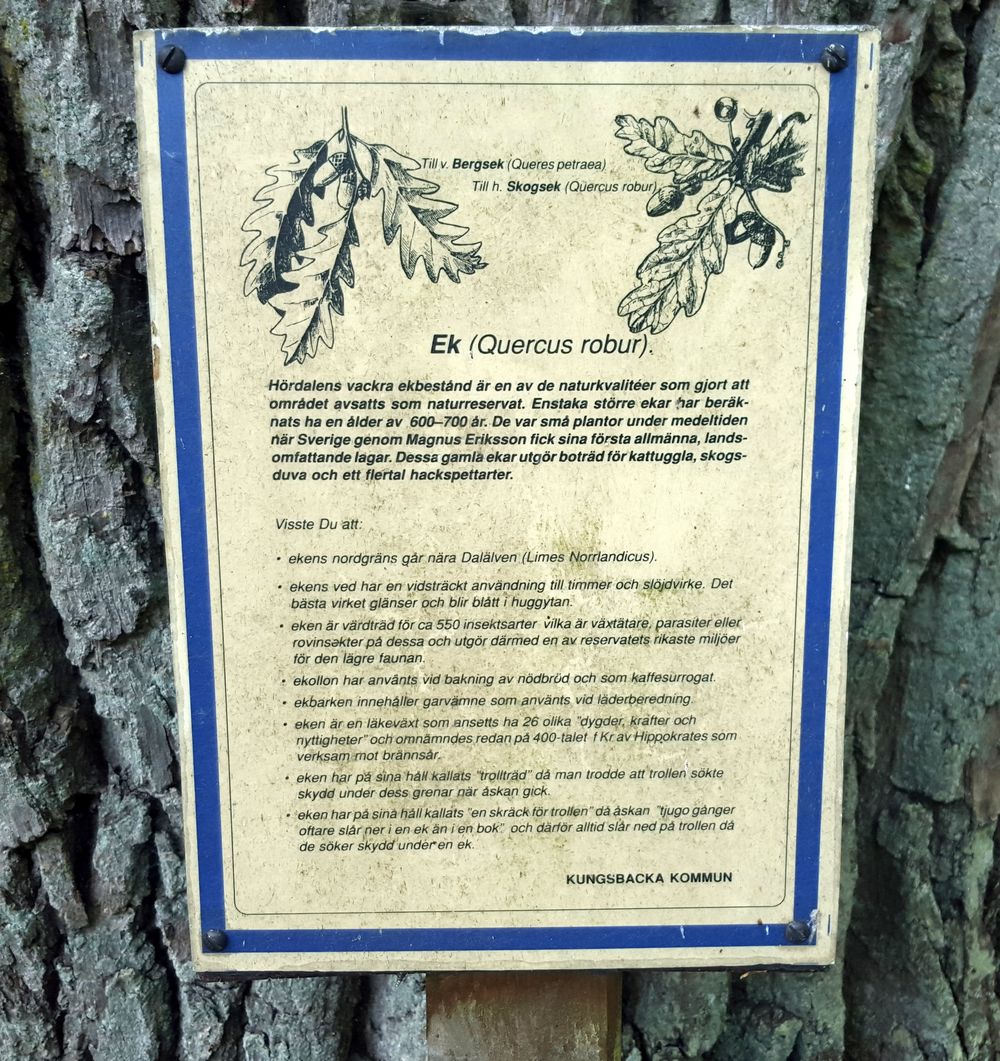 Till v. Bergsek (Queres petraea)
Till h. Skogsek (Quercus robur)
Ek (Quercus robur).
Hördalens vackra ekbestånd är en av de naturkvalitéer som gjort att
området avsatts som naturreservat. Enstaka större ekar har beräk-
nats ha en ålder av 600–700 år. De var små plantor under medeltiden
när Sverige genom Magnus Eriksson fick sina första allmänna, lands-
omfattande lagar. Dessa gamla ekar utgör boträd för kattuggla, skogs-
duva och ett flertal hackspettarter.
Visste Du att:
• ekens nordgräns går nära Dalälven (Limes Norrlandicus).
• ekens ved har en vidsträckt användning till timmer och slöjdvirke. Det
bästa virket glänser och blir blått i huggytan.
• eken är värdträd för ca 550 insektsarter vilka är växtätare, parasiter eller
rovinsekter på dessa och utgör därmed en av reservatets rikaste miljöer
för den lägre faunan.
• ekollon har använts vid bakning av nödbröd och som kaffesurrogat.
• ekbarken innehåller garvämne som använts vid läderberedning.
• eken är en läkeväxt som ansetts ha 26 olika "dygder, krafter och
nyttigheter" och omnämndes redan på 400-talet f Kr av Hippokrates som
verksam mot brännsår.
• eken har på sina håll kallats "trollträd" då man trodde att trollen sökte
skydd under dess grenar när åskan gick.
• eken har på sina håll kallats "en skräck för trollen" då åskan "tjugo gånger
oftare slår ner i en ek än i en bok" och därför alltid slår ned på trollen då
de söker skydd under en ek.
KUNGSBACKA KOMMUN